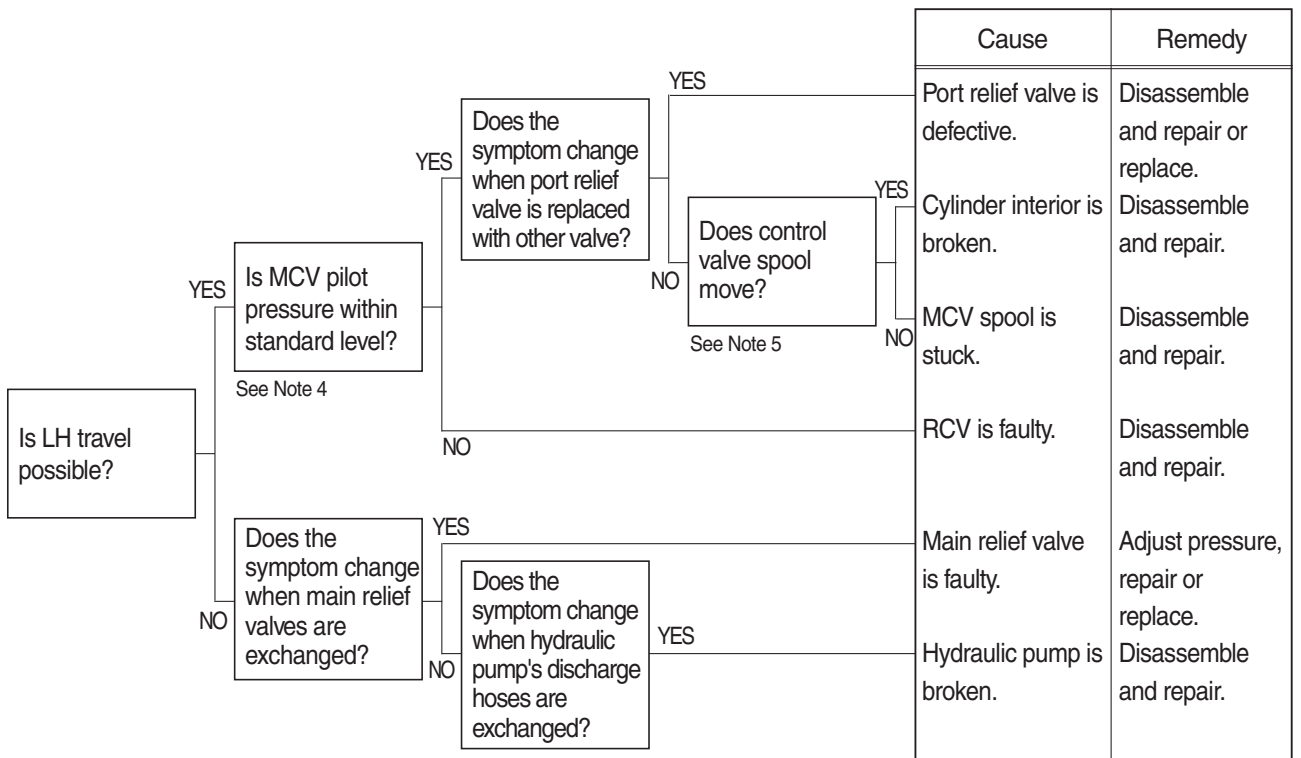 Cause
Remedy
YES
Port relief valve is
defective.
Disassemble
and repair or
replace.
Does the
symptom change
when port relief
valve is replaced
with other valve?
YES
YES
Cylinder interior is
broken.
Disassemble
and repair.
Does control
valve spool
move?
NO
See Note 5
NO
MCV spool is
stuck.
Disassemble
and repair.
YES
Is MCV pilot
pressure within
standard level?
See Note 4
NO
RCV is faulty.
Disassemble
and repair.
Is LH travel
possible?
NO
Does the
symptom change
when main relief
valves are
exchanged?
YES
Main relief valve
is faulty.
Adjust pressure,
repair or
replace.
NO
Does the
symptom change
when hydraulic
pump's discharge
hoses are
exchanged?
YES
Hydraulic pump is
broken.
Disassemble
and repair.